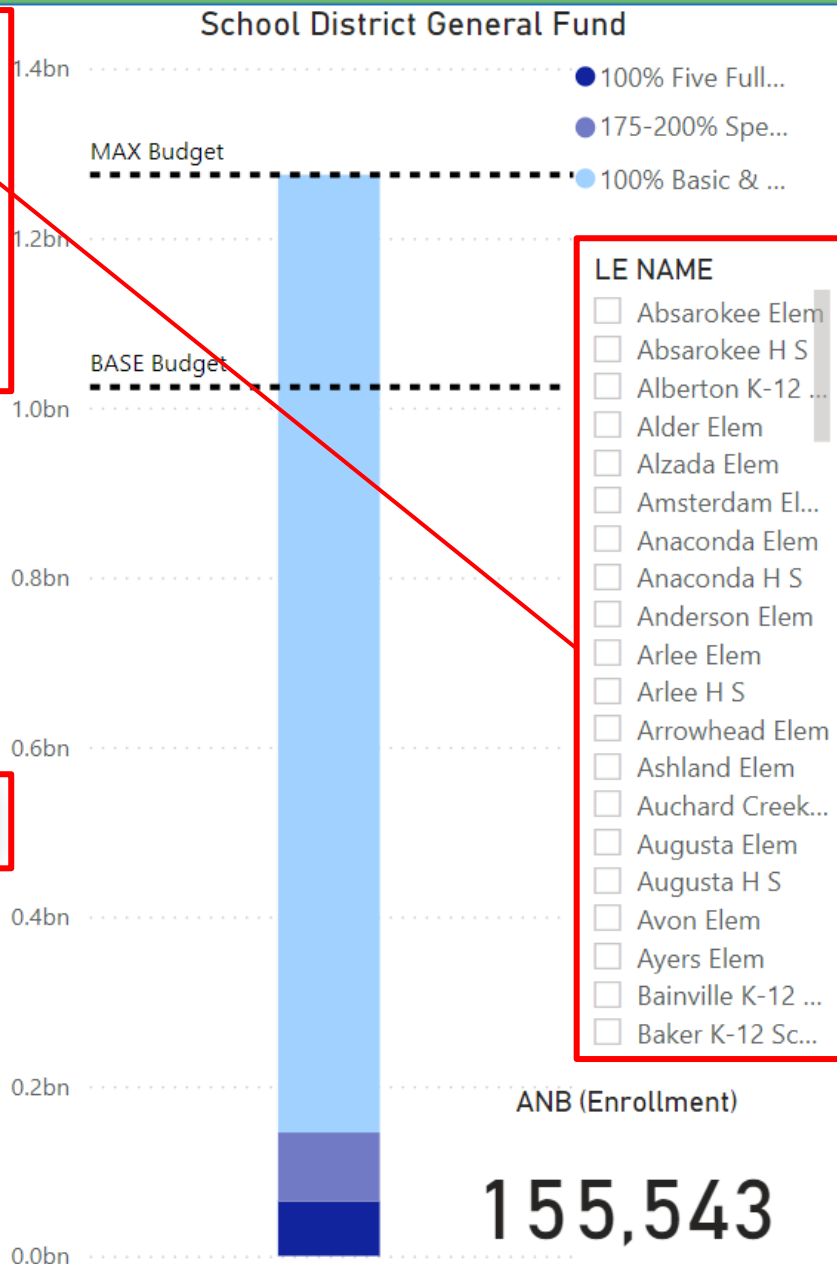 School District General Fund
1.4bn
100% Five Full...
175-200% Spe...
MAX Budget
100% Basic & ...
1.2bn
LE NAME
Absarokee Elem
Absarokee H S
BASE Budget
Alberton K-12 ...
1.0bn
Alder Elem
Alzada Elem
Amsterdam El...
Anaconda Elem
0.8bn
Anaconda H S
Anderson Elem
Arlee Elem
Arlee H S
Arrowhead Elem
0.6bn
Ashland Elem
Auchard Creek...
Augusta Elem
Augusta H S
0.4bn
Avon Elem
Ayers Elem
Bainville K-12 ...
Baker K-12 Sc...
0.2bn
ANB (Enrollment)
155,543
0.0bn